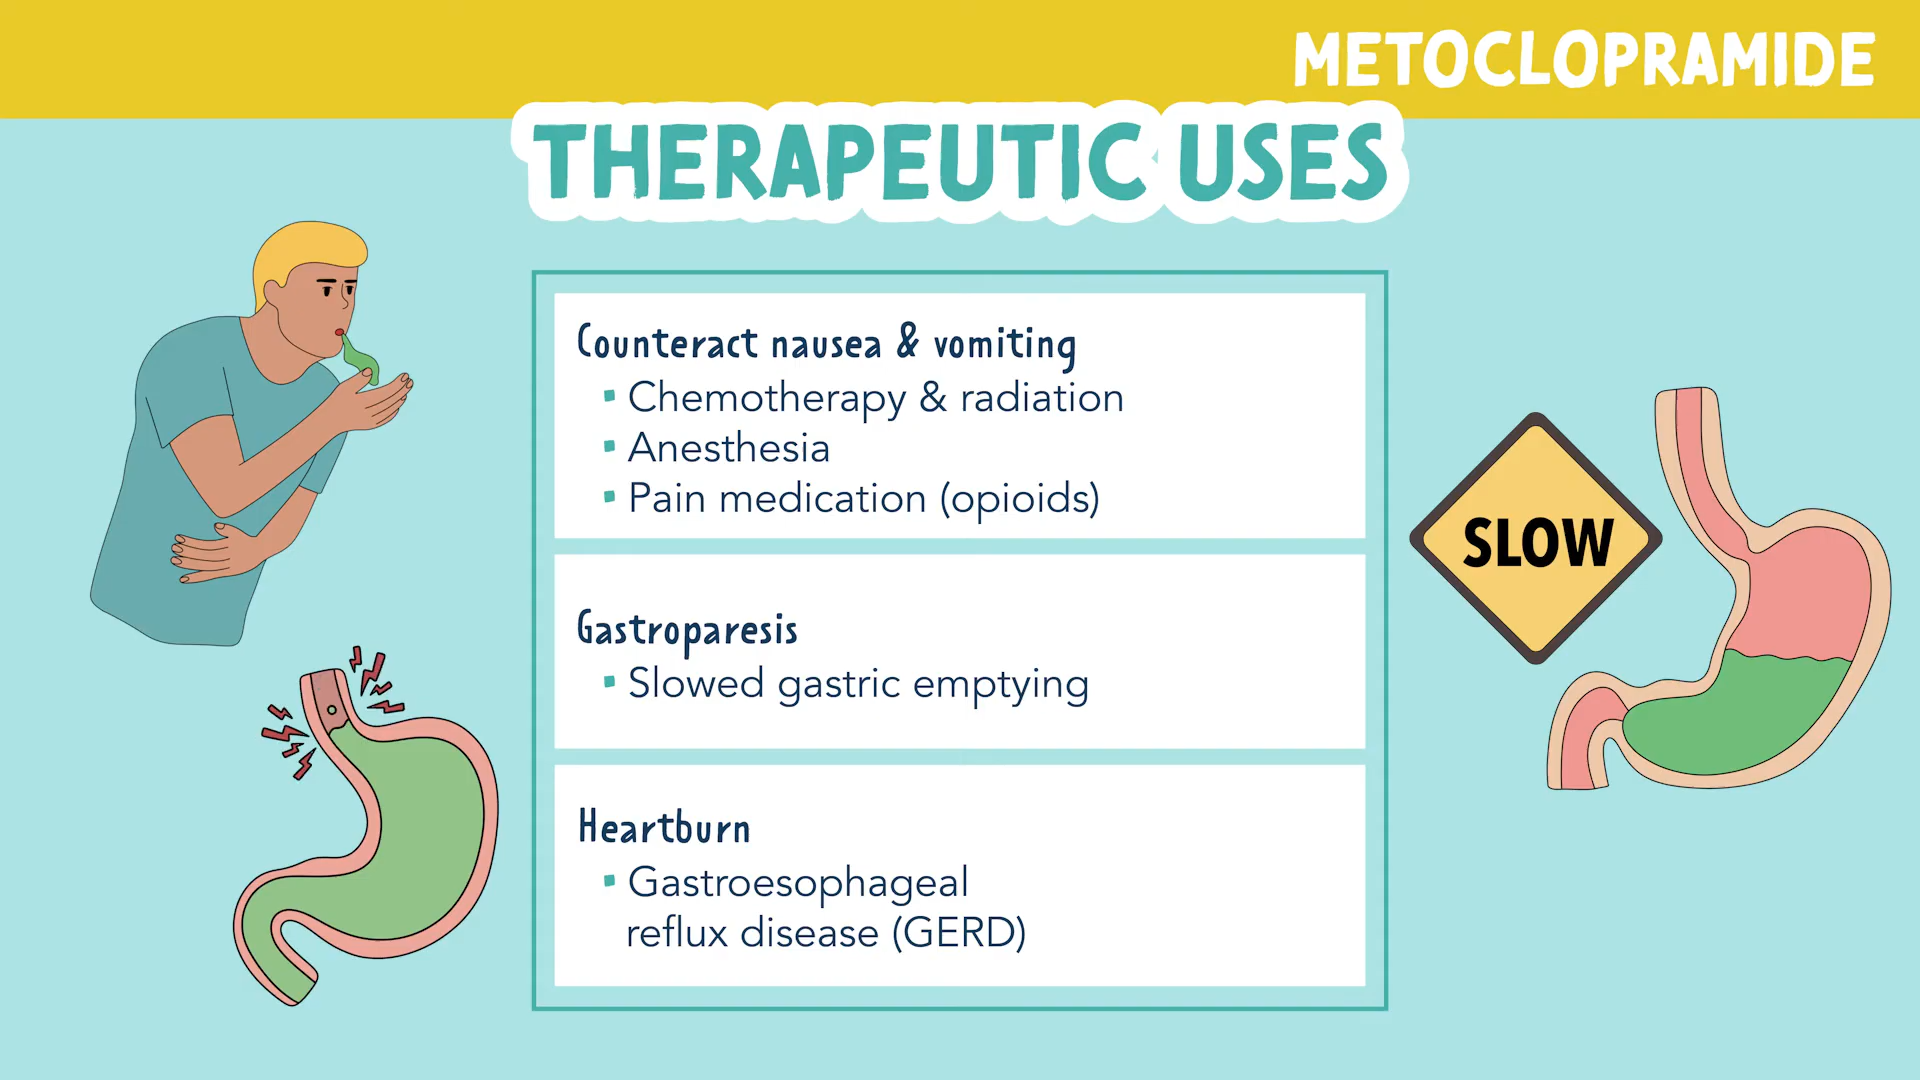 METOCLOPRAMIDE
THERAPEUTIC USES
Counteract nausea & vomiting
▪ Chemotherapy & radiation
▪ Anesthesia
▪ Pain medication (opioids)
Gastroparesis
▪ Slowed gastric emptying
Heartburn
▪ Gastroesophageal
reflux disease (GERD)
SLOW